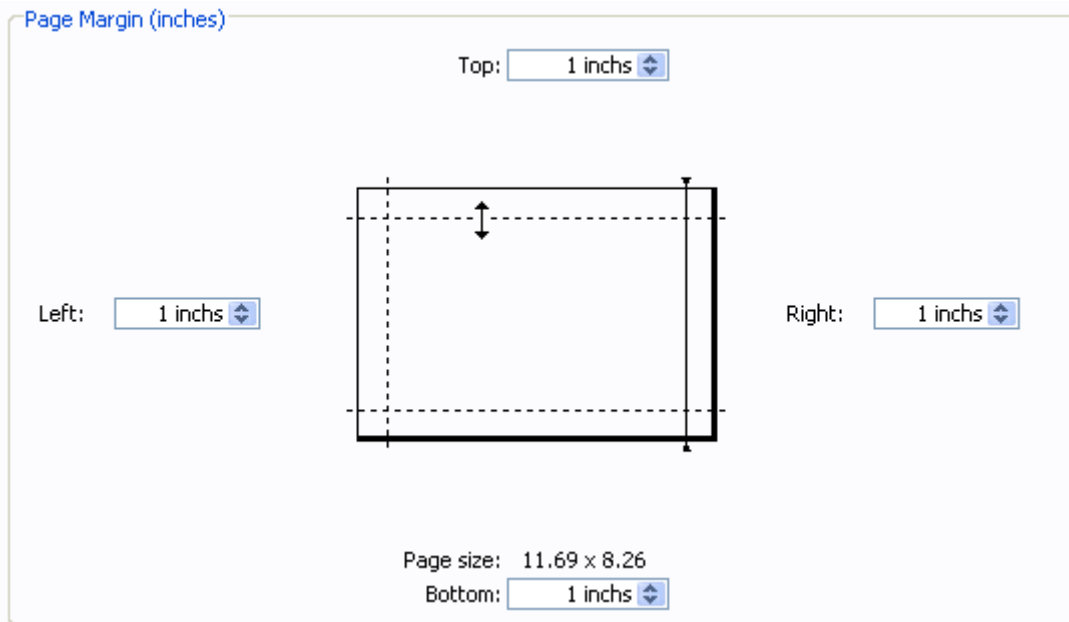 Page Margin (inches)
Top: 1 inchs
Left: 1 inchs Right: 1 inchs
Page size: 11.69 x 8.26
Bottom: 1 inchs